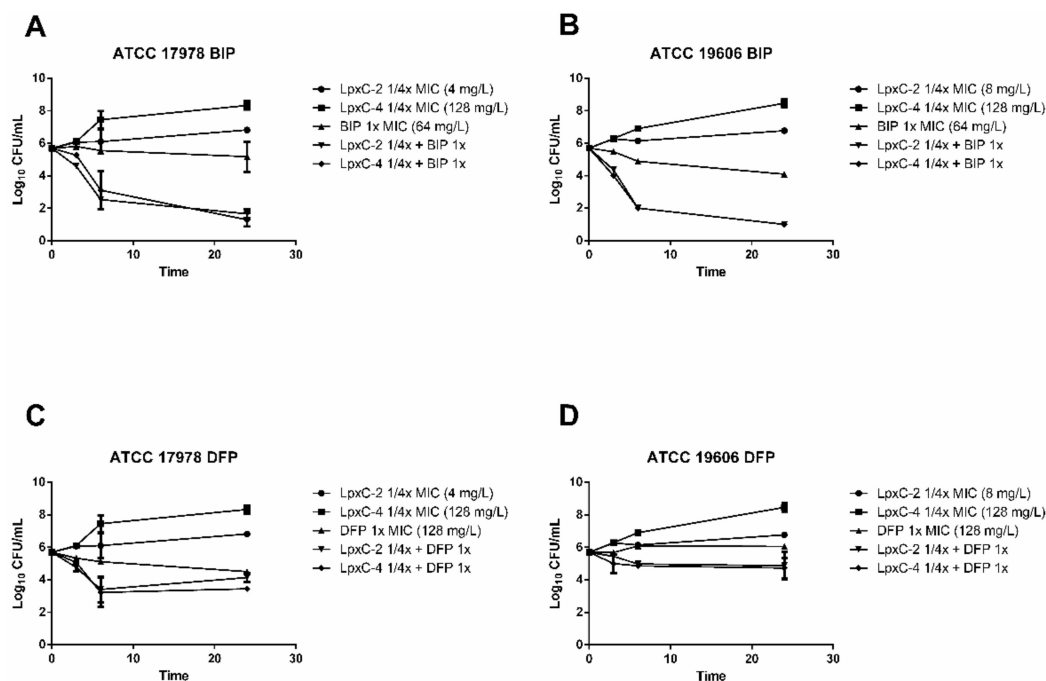 A
ATCC 17978 BIP
Log10 CFU/mL
10
8
6
4
2
0
0 10 20 30
Time
LpxC-2 1/4x MIC (4 mg/L)
LpxC-4 1/4x MIC (128 mg/L)
BIP 1x MIC (64 mg/L)
LpxC-2 1/4x + BIP 1x
LpxC-4 1/4x + BIP 1x
B
ATCC 19606 BIP
Log10 CFU/mL
10
8
6
4
2
0
0 10 20 30
Time
LpxC-2 1/4x MIC (8 mg/L)
LpxC-4 1/4x MIC (128 mg/L)
BIP 1x MIC (64 mg/L)
LpxC-2 1/4x + BIP 1x
LpxC-4 1/4x + BIP 1x
C
ATCC 17978 DFP
Log10 CFU/mL
10
8
6
4
2
0
0 10 20 30
Time
LpxC-2 1/4x MIC (4 mg/L)
LpxC-4 1/4x MIC (128 mg/L)
DFP 1x MIC (128 mg/L)
LpxC-2 1/4x + DFP 1x
LpxC-4 1/4x + DFP 1x
D
ATCC 19606 DFP
Log10 CFU/mL
10
8
6
4
2
0
0 10 20 30
Time
LpxC-2 1/4x MIC (8 mg/L)
LpxC-4 1/4x MIC (128 mg/L)
DFP 1x MIC (128 mg/L)
LpxC-2 1/4x + DFP 1x
LpxC-4 1/4x + DFP 1x